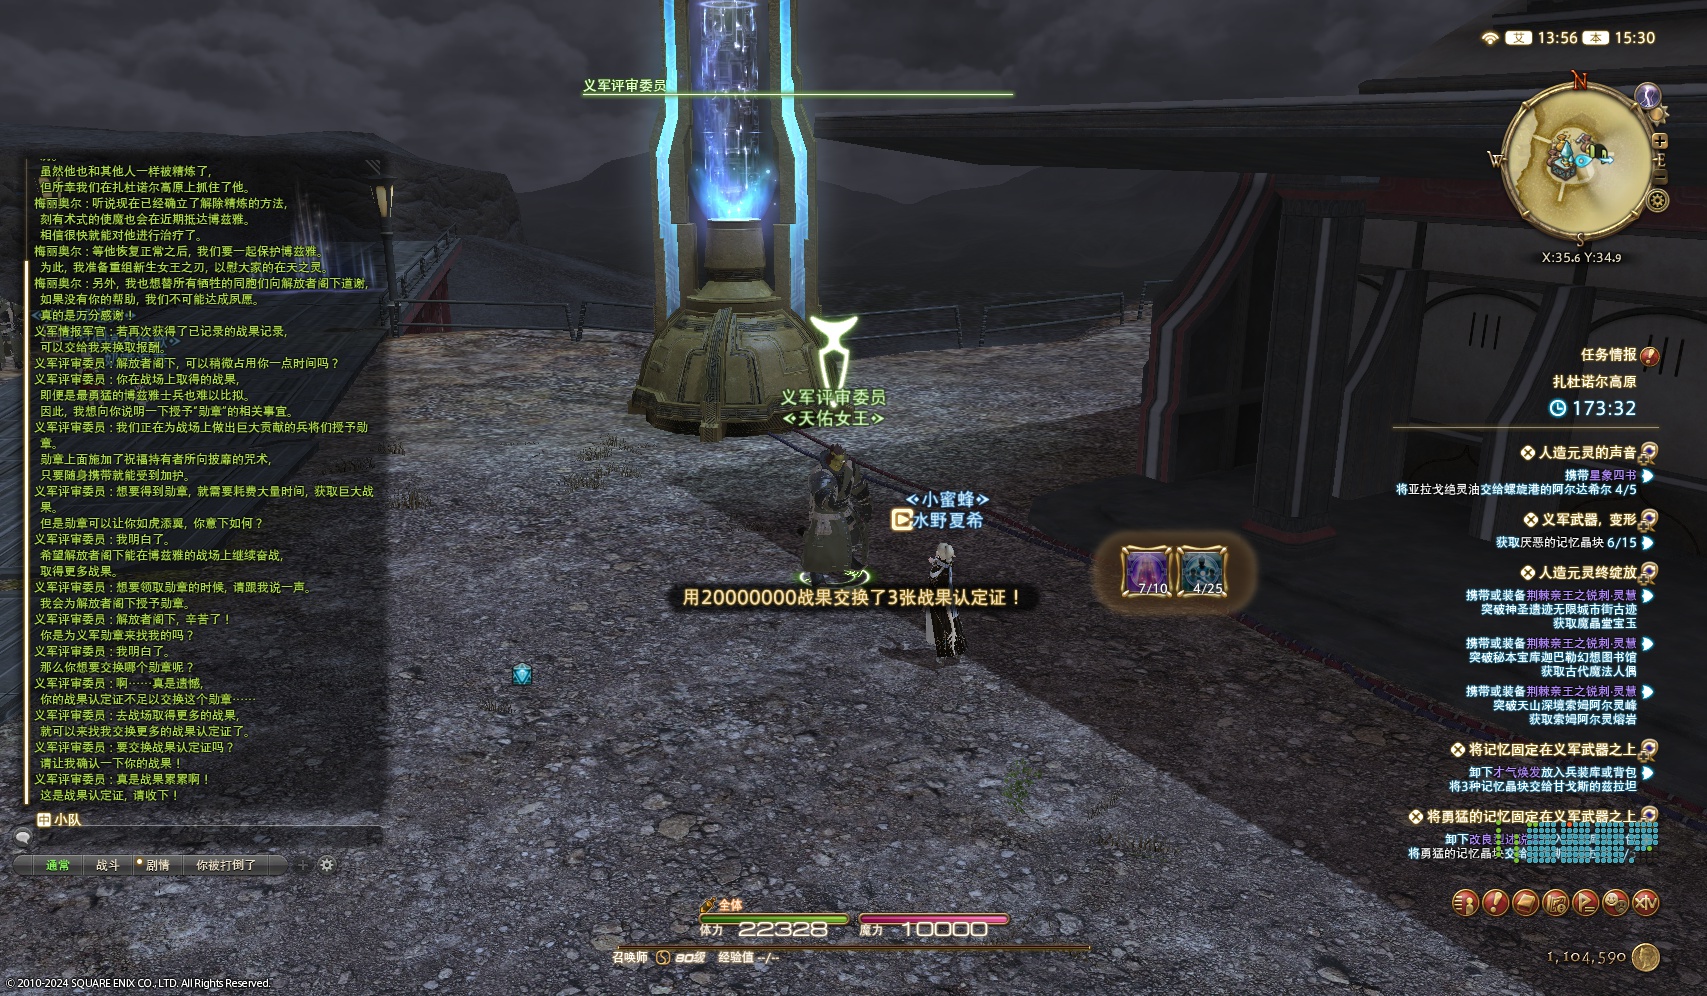 艾 13:56 本 15:30
N
W
E
S
X:35.6 Y:34.9
义军评审委员
虽然他也和其他人一样被精炼了，
但所幸我们在扎杜诺尔高原上抓住了他。
梅丽奥尔：听说现在已经确立了解除精炼的方法，
刻有术式的使魔也会在近期抵达博兹雅。
相信很快就能对他进行治疗了。
梅丽奥尔：等他恢复正常之后，我们要一起保护博兹雅。
为此，我准备重组新生女王之刃，以慰大家的在天之灵。
梅丽奥尔：另外，我也想替所有牺牲的同胞们向解放者阁下道谢，
如果没有你的帮助，我们不可能达成夙愿。
真的是万分感谢！
义军情报军官：若再次获得了已记录的战果记录，
可以交给我来换取报酬。
义军评审委员：解放者阁下，可以稍微占用你一点时间吗？
义军评审委员：你在战场上取得的战果，
即便是最勇猛的博兹雅士兵也难以比拟。
因此，我想向你说明一下授予“勋章”的相关事宜。
义军评审委员：我们正在为战场上做出巨大贡献的兵将们授予勋
章。
勋章上面施加了祝福持有者所向披靡的咒术，
只要随身携带就能受到加护。
义军评审委员：想要得到勋章，就需要耗费大量时间，获取巨大战
果。
但是勋章可以让你如虎添翼，你意下如何？
义军评审委员：我明白了。
希望解放者阁下能在博兹雅的战场上继续奋战，
取得更多战果。
义军评审委员：想要领取勋章的时候，请跟我说一声。
我会为解放者阁下授予勋章。
义军评审委员：解放者阁下，辛苦了！
你是为义军勋章来找我的吗？
义军评审委员：我明白了。
那么你想要交换哪个勋章呢？
义军评审委员：啊……真是遗憾，
你的战果认定证不足以交换这个勋章……
义军评审委员：去战场取得更多的战果，
就可以来找我交换更多的战果认定证了。
义军评审委员：要交换战果认定证吗？
请让我确认一下你的战果！
义军评审委员：真是战果累累啊！
这是战果认定证，请收下！
小队
通常 战斗 剧情 你被打倒了
义军评审委员
«天佑女王»
«小蜜蜂»
水野夏希
用20000000战果交换了3张战果认定证！
7/10 4/25
任务情报
扎杜诺尔高原
173:32
人造元灵的声音
携带星象四书
将亚拉戈绝灵油交给螺旋港的阿尔达希尔 4/5
义军武器，变形
获取厌恶的记忆晶块 6/15
人造元灵终绽放
携带或装备荆棘亲王之锐刺·灵慧
突破神圣遗迹无限城市街古迹
获取魔晶堂宝玉
携带或装备荆棘亲王之锐刺·灵慧
突破秘本宝库迦巴勒幻想图书馆
获取古代魔法人偶
携带或装备荆棘亲王之锐刺·灵慧
突破天山深境索姆阿尔灵峰
获取索姆阿尔灵熔岩
将记忆固定在义军武器之上
卸下才气焕发放入兵装库或背包
将3种记忆晶块交给甘戈斯的兹拉坦
将勇猛的记忆固定在义军武器之上
卸下改良型
将勇猛的记忆晶块交给
全体
体力 22328 魔力 10000
召唤师 80级 经验值 --/--
1,104,590
© 2010-2024 SQUARE ENIX CO., LTD. All Rights Reserved.